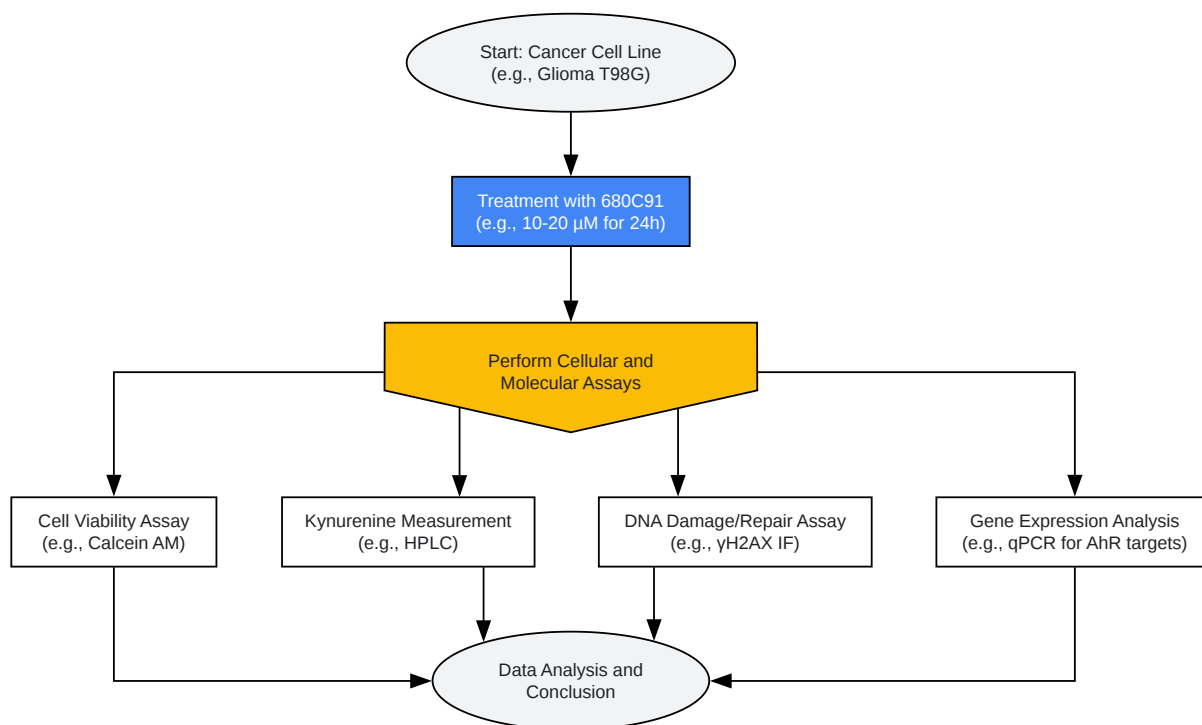 Start: Cancer Cell Line
(e.g., Glioma T98G)
Treatment with 680C91
(e.g., 10-20 µM for 24h)
Perform Cellular and
Molecular Assays
Cell Viability Assay
(e.g., Calcein AM)
Kynurenine Measurement
(e.g., HPLC)
DNA Damage/Repair Assay
(e.g., γH2AX IF)
Gene Expression Analysis
(e.g., qPCR for AhR targets)
Data Analysis and
Conclusion